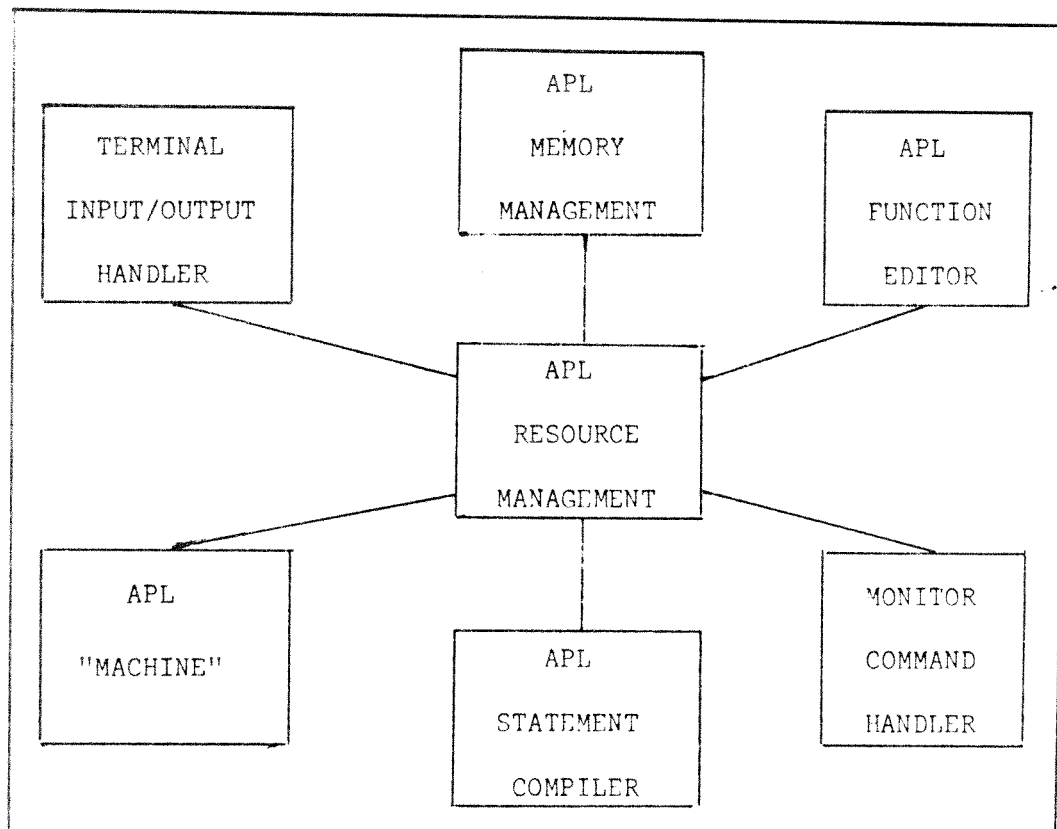 TERMINAL
INPUT/OUTPUT
HANDLER
APL
MEMORY
MANAGEMENT
APL
FUNCTION
EDITOR
APL
RESOURCE
MANAGEMENT
APL
"MACHINE"
APL
STATEMENT
COMPILER
MONITOR
COMMAND
HANDLER